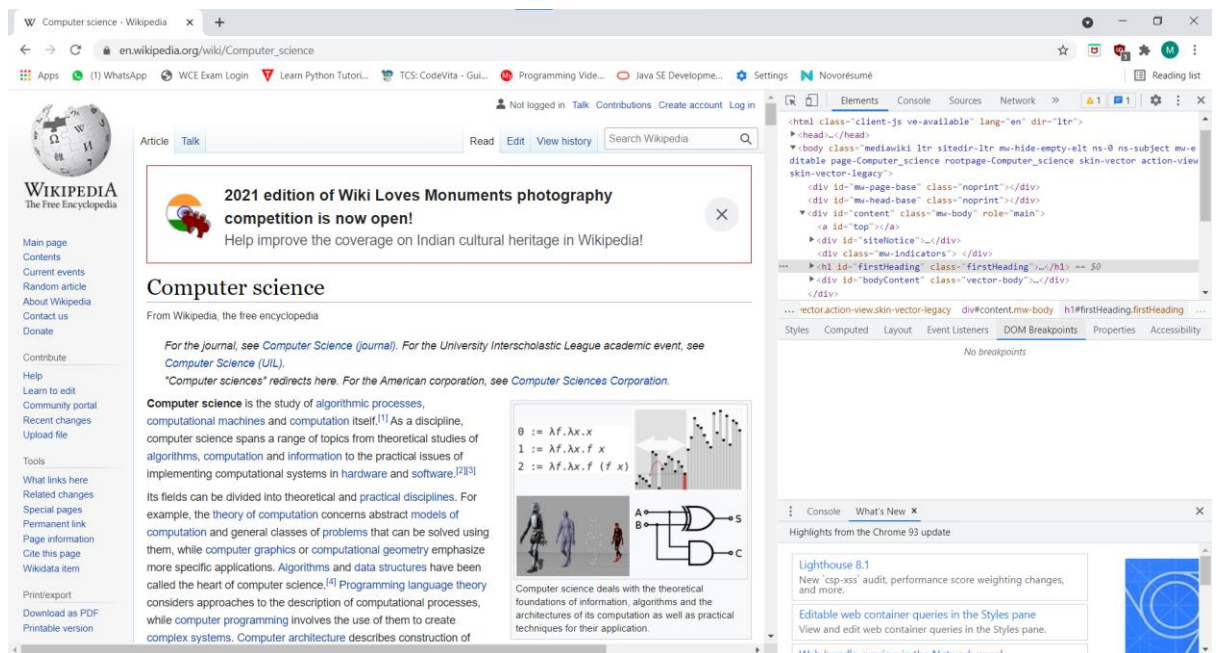 Computer science - Wikipedia
en.wikipedia.org/wiki/Computer_science
Apps (1) WhatsApp WCE Exam Login Learn Python Tutori... TCS: CodeVita - Gui... Programming Vide... Java SE Developme... Settings Novorésumé Reading list
WIKIPEDIA
The Free Encyclopedia
Main page
Contents
Current events
Random article
About Wikipedia
Contact us
Donate
Contribute
Help
Learn to edit
Community portal
Recent changes
Upload file
Tools
What links here
Related changes
Special pages
Permanent link
Page information
Cite this page
Wikidata item
Print/export
Download as PDF
Printable version
Not logged in Talk Contributions Create account Log in
Article Talk Read Edit View history Search Wikipedia
2021 edition of Wiki Loves Monuments photography
competition is now open!
Help improve the coverage on Indian cultural heritage in Wikipedia!
Computer science
From Wikipedia, the free encyclopedia
For the journal, see Computer Science (journal). For the University Interscholastic League academic event, see
Computer Science (UIL).
"Computer sciences" redirects here. For the American corporation, see Computer Sciences Corporation.
Computer science is the study of algorithmic processes,
computational machines and computation itself.[1] As a discipline,
computer science spans a range of topics from theoretical studies of
algorithms, computation and information to the practical issues of
implementing computational systems in hardware and software.[2][3]
Its fields can be divided into theoretical and practical disciplines. For
example, the theory of computation concerns abstract models of
computation and general classes of problems that can be solved using
them, while computer graphics or computational geometry emphasize
more specific applications. Algorithms and data structures have been
called the heart of computer science.[4] Programming language theory
considers approaches to the description of computational processes,
while computer programming involves the use of them to create
complex systems. Computer architecture describes construction of
0 := λf.λx.x
1 := λf.λx.f x
2 := λf.λx.f (f x)
A
B
S
C
Computer science deals with the theoretical
foundations of information, algorithms and the
architectures of its computation as well as practical
techniques for their application.
Elements Console Sources Network » 1 1
<html class="client-js ve-available" lang="en" dir="ltr">
<head>…</head>
<body class="mediawiki ltr sitedir-ltr mw-hide-empty-elt ns-0 ns-subject mw-e
ditable page-Computer_science rootpage-Computer_science skin-vector action-view
skin-vector-legacy">
<div id="mw-page-base" class="noprint"></div>
<div id="mw-head-base" class="noprint"></div>
<div id="content" class="mw-body" role="main">
<a id="top"></a>
<div id="siteNotice">…</div>
<div class="mw-indicators"> </div>
<h1 id="firstHeading" class="firstHeading">…</h1> == $0
<div id="bodyContent" class="vector-body">…</div>
</div>
... vector.action-view.skin-vector-legacy div#content.mw-body h1#firstHeading.firstHeading ...
Styles Computed Layout Event Listeners DOM Breakpoints Properties Accessibility
No breakpoints
Console What's New
Highlights from the Chrome 93 update
Lighthouse 8.1
New `csp-xss` audit, performance score weighting changes,
and more.
Editable web container queries in the Styles pane
View and edit web container queries in the Styles pane.